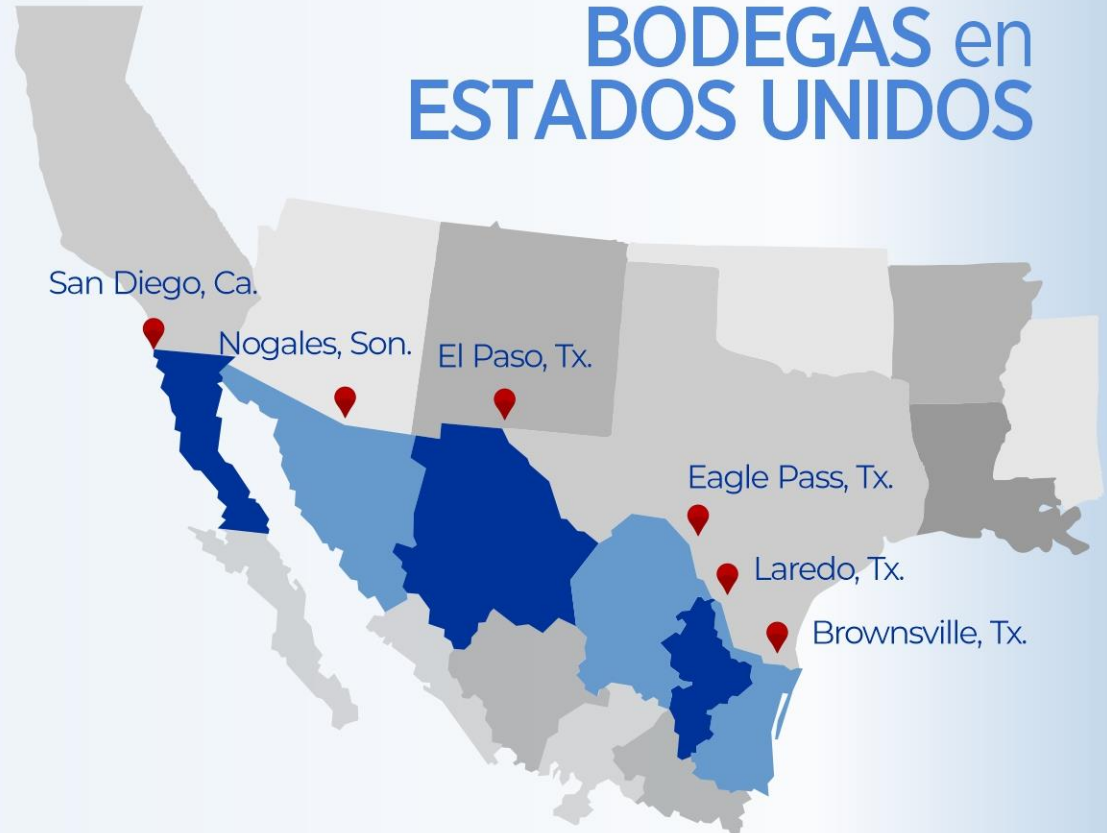 BODEGAS en
ESTADOS UNIDOS
San Diego, Ca.
Nogales, Son.
El Paso, Tx.
Eagle Pass, Tx.
Laredo, Tx.
Brownsville, Tx.